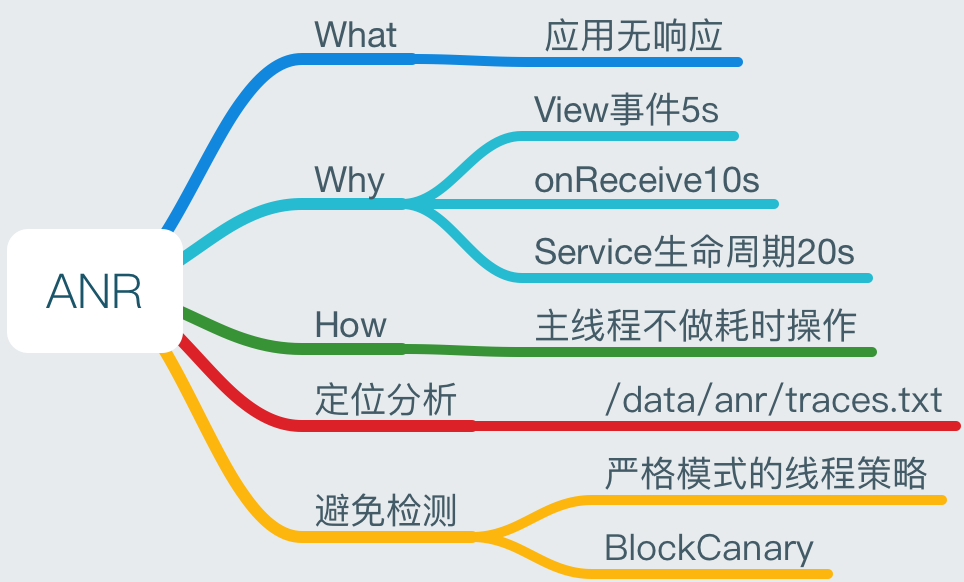 ANR
What
应用无响应
Why
View事件5s
onReceive10s
Service生命周期20s
How
主线程不做耗时操作
定位分析
/data/anr/traces.txt
避免检测
严格模式的线程策略
BlockCanary